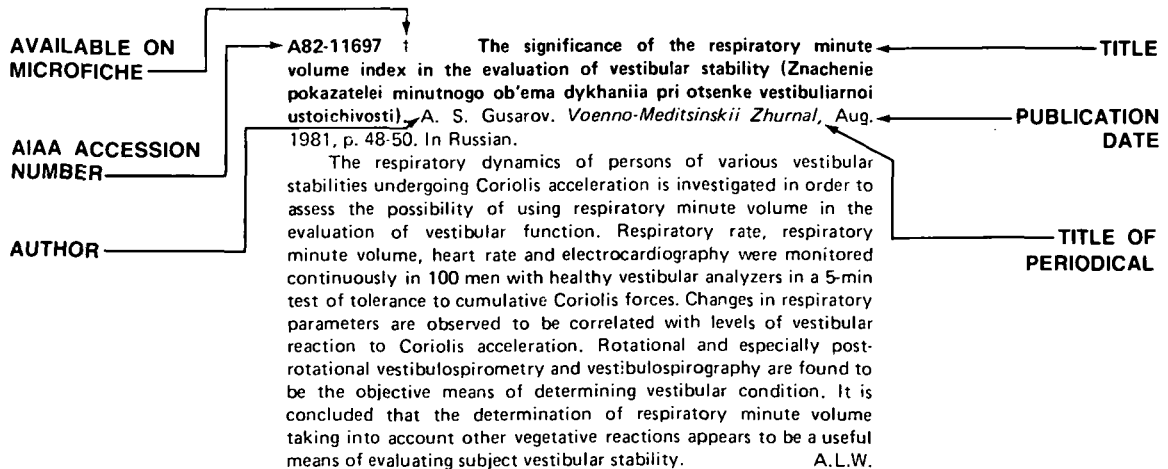 AVAILABLE ON
MICROFICHE
AIAA ACCESSION
NUMBER
AUTHOR
A82-11697 † The significance of the respiratory minute
volume index in the evaluation of vestibular stability (Znachenie
pokazatelei minutnogo ob'ema dykhaniia pri otsenke vestibuliarnoi
ustoichivosti). A. S. Gusarov. Voenno-Meditsinskii Zhurnal, Aug.
1981, p. 48-50. In Russian.
The respiratory dynamics of persons of various vestibular
stabilities undergoing Coriolis acceleration is investigated in order to
assess the possibility of using respiratory minute volume in the
evaluation of vestibular function. Respiratory rate, respiratory
minute volume, heart rate and electrocardiography were monitored
continuously in 100 men with healthy vestibular analyzers in a 5-min
test of tolerance to cumulative Coriolis forces. Changes in respiratory
parameters are observed to be correlated with levels of vestibular
reaction to Coriolis acceleration. Rotational and especially post-
rotational vestibulospirometry and vestibulospirography are found to
be the objective means of determining vestibular condition. It is
concluded that the determination of respiratory minute volume
taking into account other vegetative reactions appears to be a useful
means of evaluating subject vestibular stability. A.L.W.
TITLE
PUBLICATION
DATE
TITLE OF
PERIODICAL